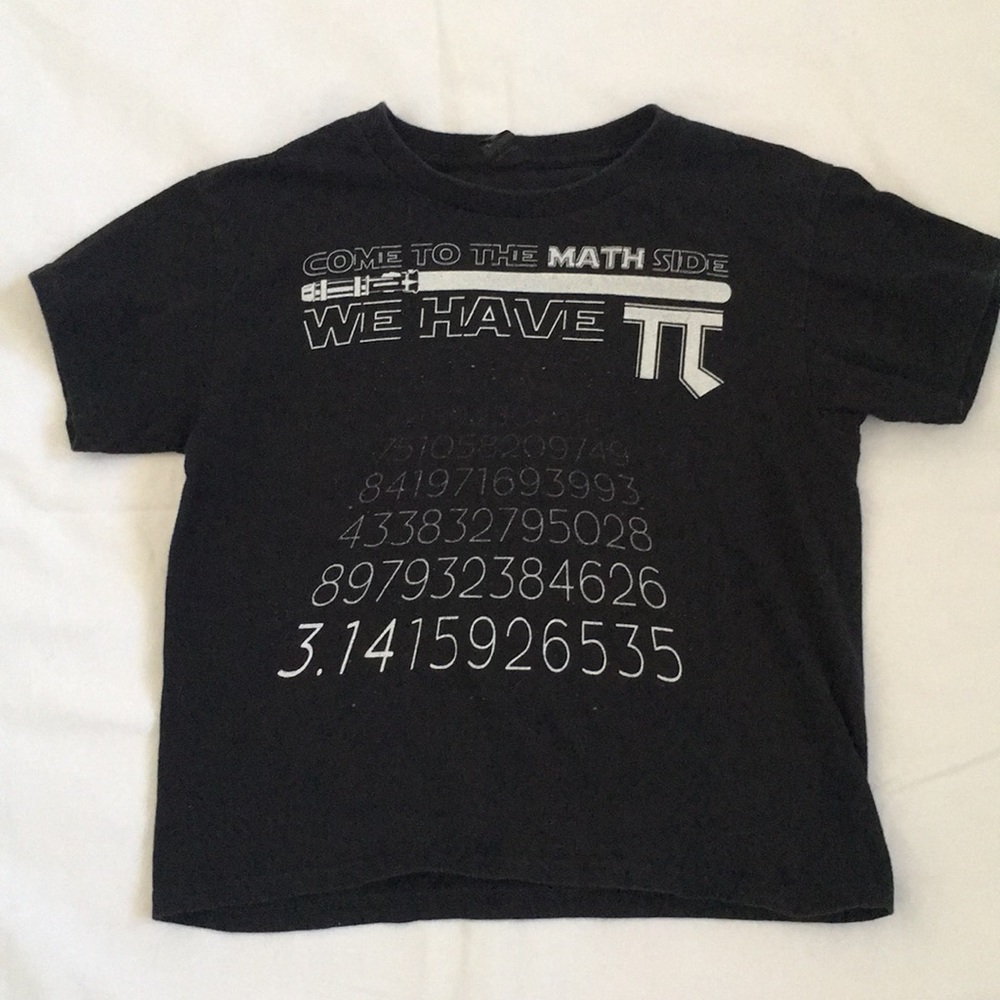 COME TO THE MATH SIDE
WE HAVE π
751058209749
841971693993
433832795028
897932384626
3.1415926535